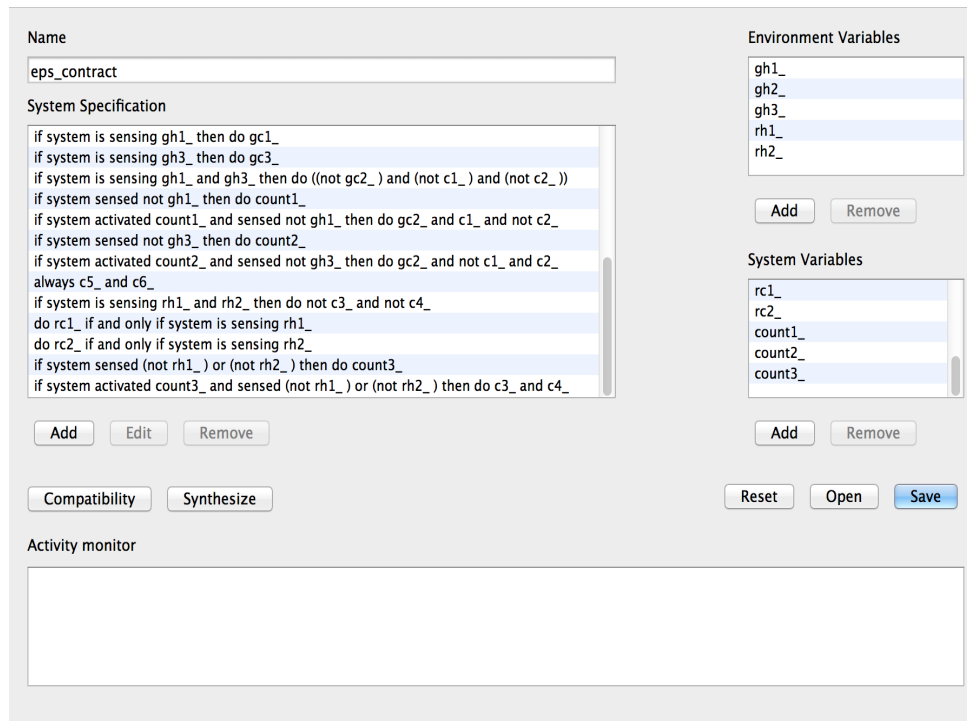 Name
eps_contract
System Specification
if system is sensing gh1_ then do gc1_
if system is sensing gh3_ then do gc3_
if system is sensing gh1_ and gh3_ then do ((not gc2_ ) and (not c1_ ) and (not c2_ ))
if system sensed not gh1_ then do count1_
if system activated count1_ and sensed not gh1_ then do gc2_ and c1_ and not c2_
if system sensed not gh3_ then do count2_
if system activated count2_ and sensed not gh3_ then do gc2_ and not c1_ and c2_
always c5_ and c6_
if system is sensing rh1_ and rh2_ then do not c3_ and not c4_
do rc1_ if and only if system is sensing rh1_
do rc2_ if and only if system is sensing rh2_
if system sensed (not rh1_ ) or (not rh2_ ) then do count3_
if system activated count3_ and sensed (not rh1_ ) or (not rh2_ ) then do c3_ and c4_
Add Edit Remove
Environment Variables
gh1_
gh2_
gh3_
rh1_
rh2_
Add Remove
System Variables
rc1_
rc2_
count1_
count2_
count3_
Add Remove
Compatibility Synthesize
Reset Open Save
Activity monitor